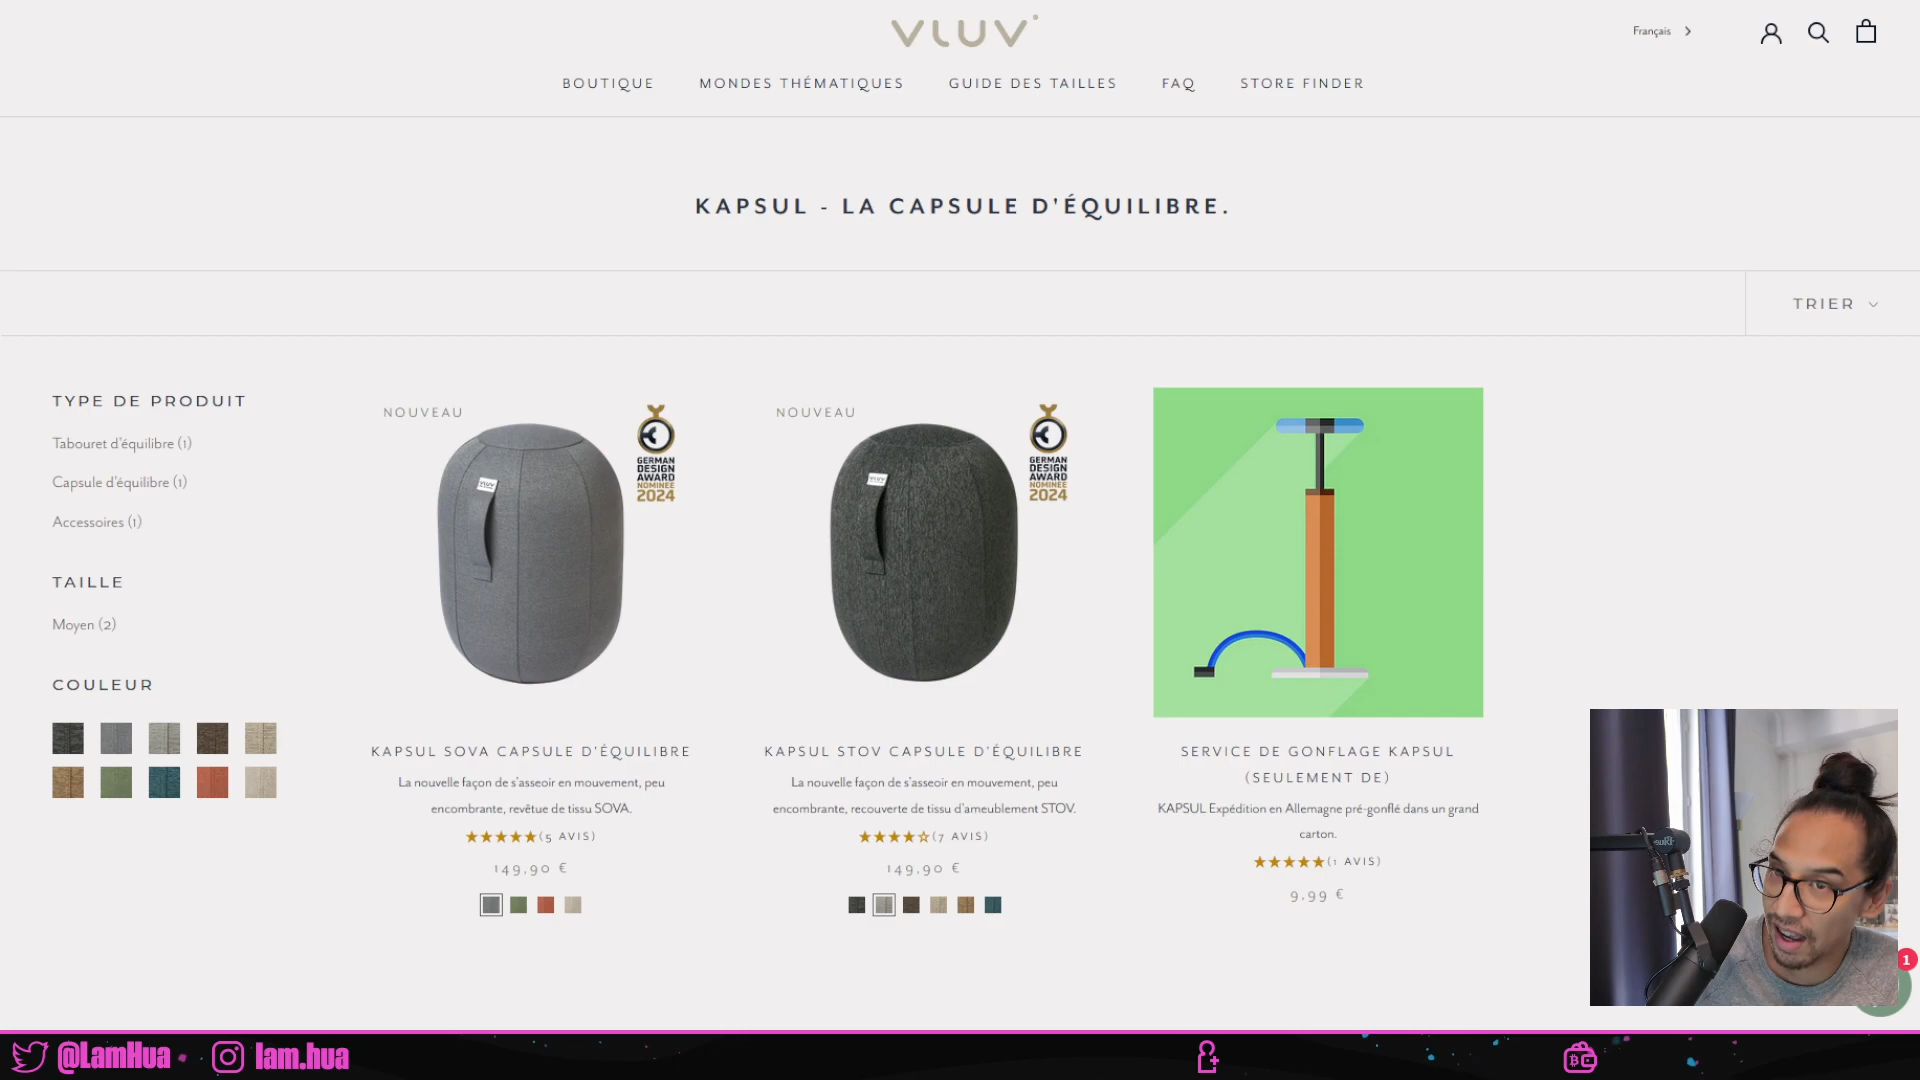 VLUV
Français
BOUTIQUE
MONDES THÉMATIQUES
GUIDE DES TAILLES
FAQ
STORE FINDER
KAPSUL - LA CAPSULE D'ÉQUILIBRE.
TRIER
TYPE DE PRODUIT
Tabouret d'équilibre (1)
Capsule d'équilibre (1)
Accessoires (1)
TAILLE
Moyen (2)
COULEUR
NOUVEAU
VLUV
GERMAN
DESIGN
AWARD
NOMINEE
2024
KAPSUL SOVA CAPSULE D'ÉQUILIBRE
La nouvelle façon de s'asseoir en mouvement, peu
encombrante, revêtue de tissu SOVA.
(5 AVIS)
149,90 €
NOUVEAU
VLUV
GERMAN
DESIGN
AWARD
NOMINEE
2024
KAPSUL STOV CAPSULE D'ÉQUILIBRE
La nouvelle façon de s'asseoir en mouvement, peu
encombrante, recouverte de tissu d'ameublement STOV.
(7 AVIS)
149,90 €
SERVICE DE GONFLAGE KAPSUL
(SEULEMENT DE)
KAPSUL Expédition en Allemagne pré-gonflé dans un grand
carton.
(1 AVIS)
9,99 €
1
@LamHua
lam.hua